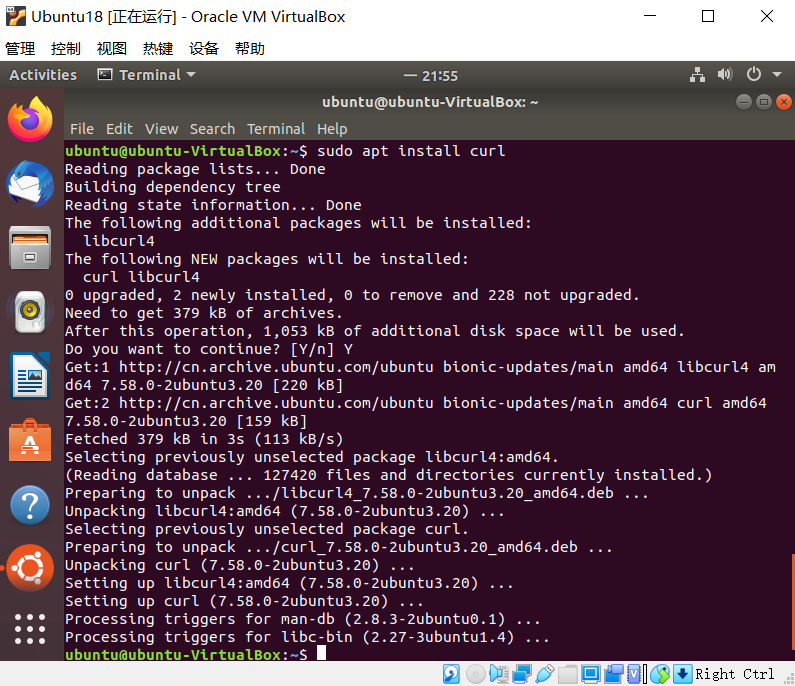 Ubuntu18 [正在运行] - Oracle VM VirtualBox
管理 控制 视图 热键 设备 帮助
Activities Terminal 21:55
ubuntu@ubuntu-VirtualBox: ~
File Edit View Search Terminal Help
ubuntu@ubuntu-VirtualBox:~$ sudo apt install curl
Reading package lists... Done
Building dependency tree
Reading state information... Done
The following additional packages will be installed:
libcurl4
The following NEW packages will be installed:
curl libcurl4
0 upgraded, 2 newly installed, 0 to remove and 228 not upgraded.
Need to get 379 kB of archives.
After this operation, 1,053 kB of additional disk space will be used.
Do you want to continue? [Y/n] Y
Get:1 http://cn.archive.ubuntu.com/ubuntu bionic-updates/main amd64 libcurl4 am
d64 7.58.0-2ubuntu3.20 [220 kB]
Get:2 http://cn.archive.ubuntu.com/ubuntu bionic-updates/main amd64 curl amd64
7.58.0-2ubuntu3.20 [159 kB]
Fetched 379 kB in 3s (113 kB/s)
Selecting previously unselected package libcurl4:amd64.
(Reading database ... 127420 files and directories currently installed.)
Preparing to unpack .../libcurl4_7.58.0-2ubuntu3.20_amd64.deb ...
Unpacking libcurl4:amd64 (7.58.0-2ubuntu3.20) ...
Selecting previously unselected package curl.
Preparing to unpack .../curl_7.58.0-2ubuntu3.20_amd64.deb ...
Unpacking curl (7.58.0-2ubuntu3.20) ...
Setting up libcurl4:amd64 (7.58.0-2ubuntu3.20) ...
Setting up curl (7.58.0-2ubuntu3.20) ...
Processing triggers for man-db (2.8.3-2ubuntu0.1) ...
Processing triggers for libc-bin (2.27-3ubuntu1.4) ...
ubuntu@ubuntu-VirtualBox:~$
Right Ctrl